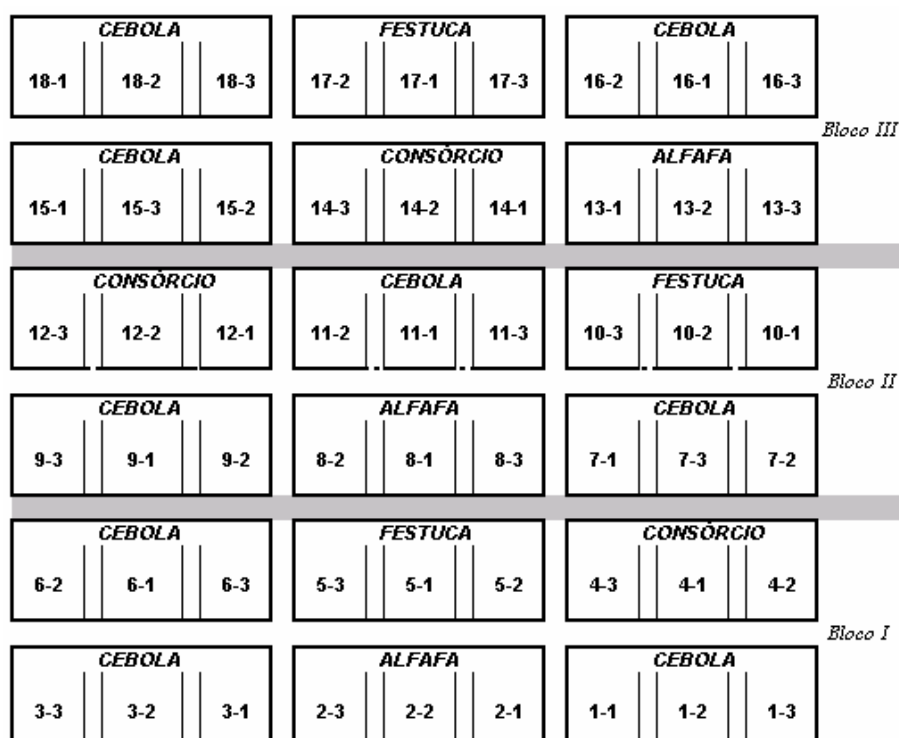 CEBOLA FESTUCA CEBOLA
18-1 18-2 18-3 17-2 17-1 17-3 16-2 16-1 16-3
Bloco III
CEBOLA CONSÓRCIO ALFAFA
15-1 15-3 15-2 14-3 14-2 14-1 13-1 13-2 13-3
CONSÓRCIO CEBOLA FESTUCA
12-3 12-2 12-1 11-2 11-1 11-3 10-3 10-2 10-1
Bloco II
CEBOLA ALFAFA CEBOLA
9-3 9-1 9-2 8-2 8-1 8-3 7-1 7-3 7-2
CEBOLA FESTUCA CONSÓRCIO
6-2 6-1 6-3 5-3 5-1 5-2 4-3 4-1 4-2
Bloco I
CEBOLA ALFAFA CEBOLA
3-3 3-2 3-1 2-3 2-2 2-1 1-1 1-2 1-3